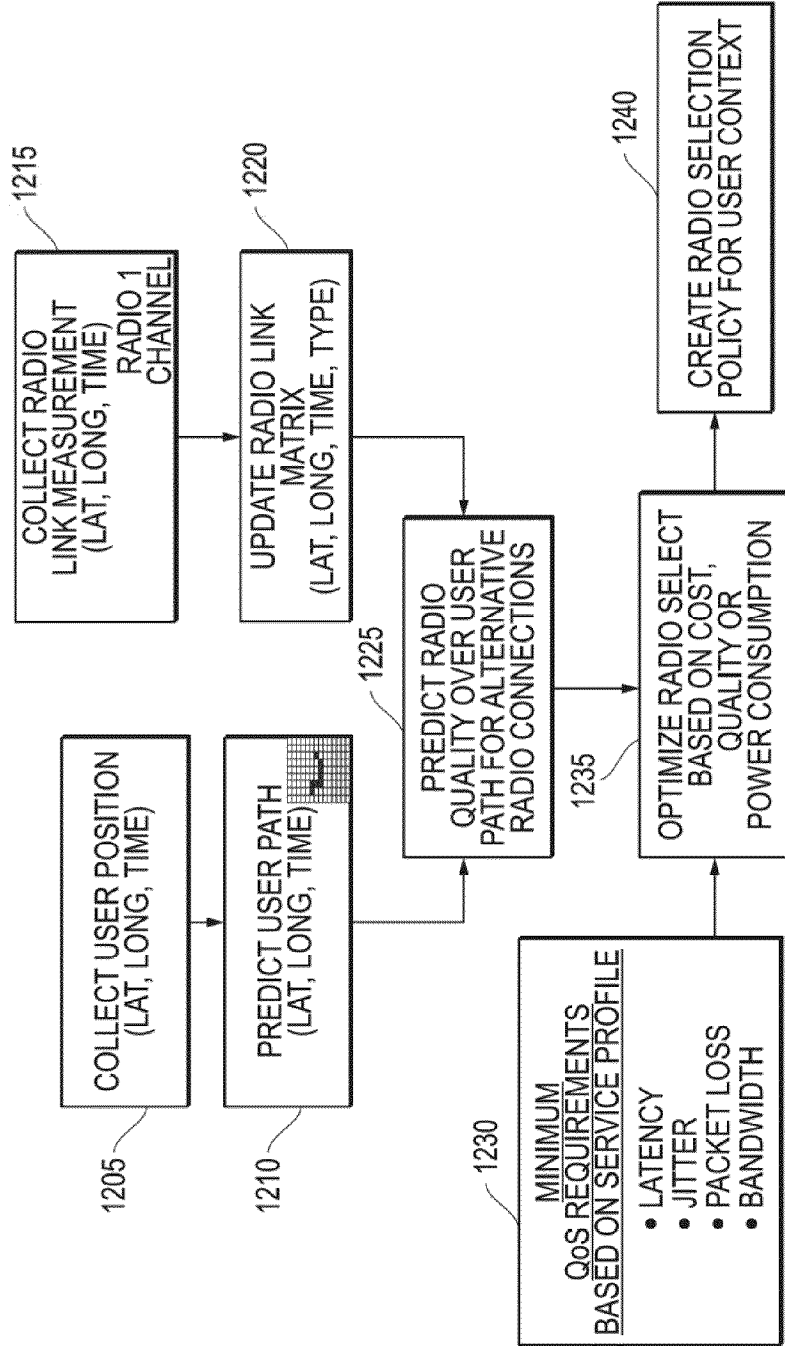 1205
COLLECT USER POSITION
(LAT, LONG, TIME)
1210
PREDICT USER PATH
(LAT, LONG, TIME)
1215
COLLECT RADIO
LINK MEASUREMENT
(LAT, LONG, TIME)
RADIO 1
CHANNEL
1220
UPDATE RADIO LINK
MATRIX
(LAT, LONG, TIME, TYPE)
1225
PREDICT RADIO
QUALITY OVER USER
PATH FOR ALTERNATIVE
RADIO CONNECTIONS
1230
MINIMUM
QoS REQUIREMENTS
BASED ON SERVICE PROFILE
• LATENCY
• JITTER
• PACKET LOSS
• BANDWIDTH
1235
OPTIMIZE RADIO SELECT
BASED ON COST,
QUALITY OR
POWER CONSUMPTION
1240
CREATE RADIO SELECTION
POLICY FOR USER CONTEXT